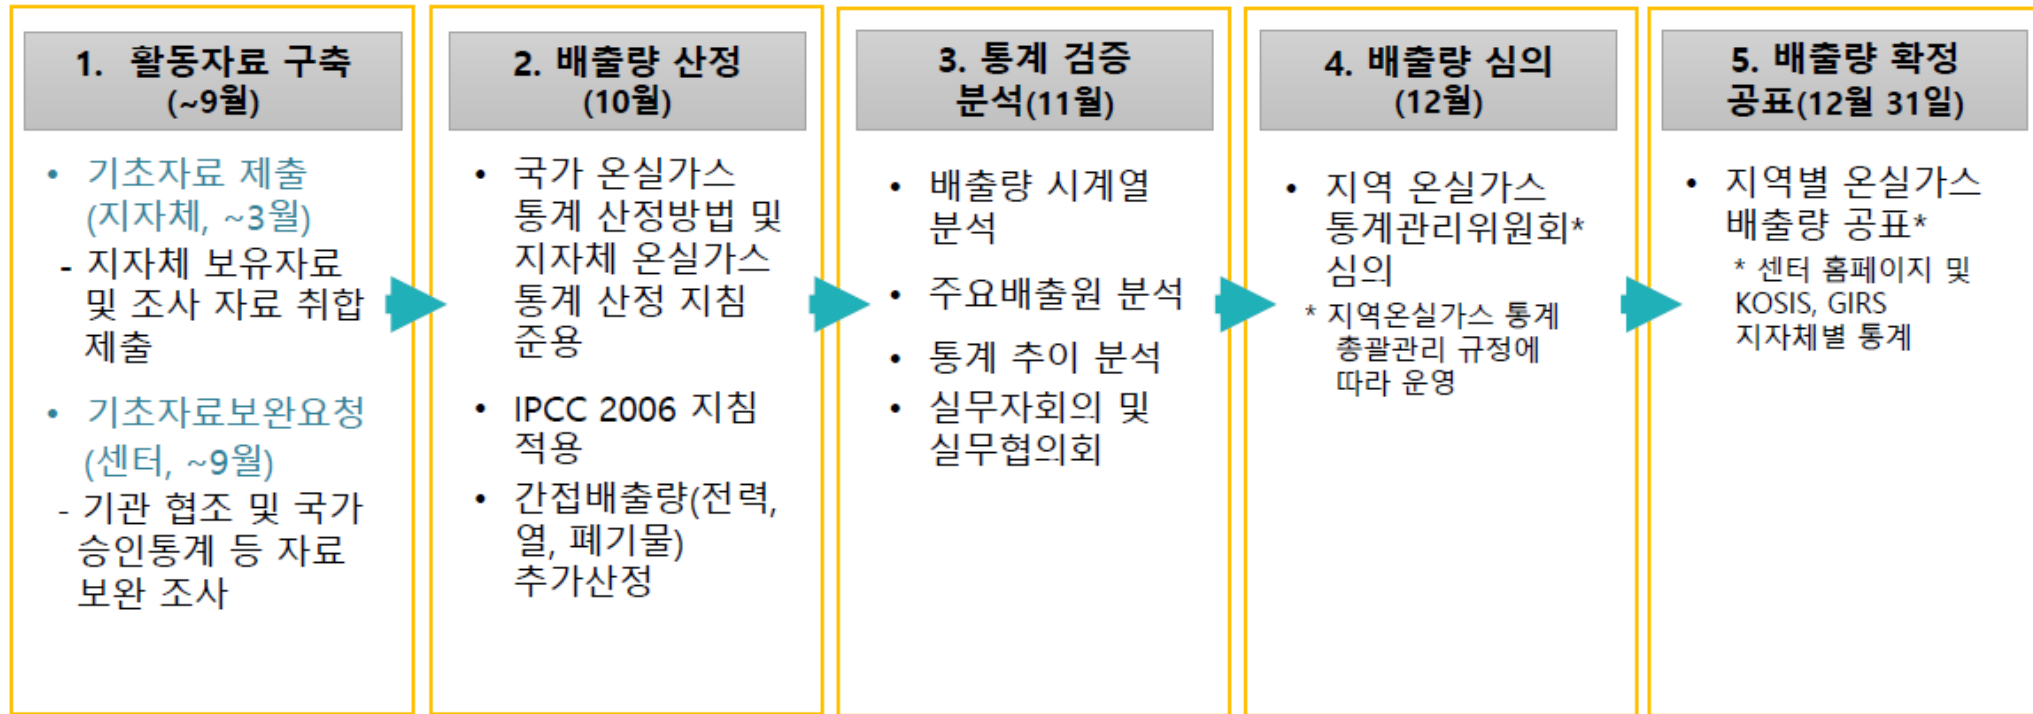 1. 활동자료 구축
(~9월)
• 기초자료 제출
(지자체, ~3월)
- 지자체 보유자료
및 조사 자료 취합
제출
• 기초자료보완요청
(센터, ~9월)
- 기관 협조 및 국가
승인통계 등 자료
보완 조사
2. 배출량 산정
(10월)
• 국가 온실가스
통계 산정방법 및
지자체 온실가스
통계 산정 지침
준용
• IPCC 2006 지침
적용
• 간접배출량(전력,
열, 폐기물)
추가산정
3. 통계 검증
분석(11월)
• 배출량 시계열
분석
• 주요배출원 분석
• 통계 추이 분석
• 실무자회의 및
실무협의회
4. 배출량 심의
(12월)
• 지역 온실가스
통계관리위원회*
심의
* 지역온실가스 통계
총괄관리 규정에
따라 운영
5. 배출량 확정
공표(12월 31일)
• 지역별 온실가스
배출량 공표*
* 센터 홈페이지 및
KOSIS, GIRS
지자체별 통계